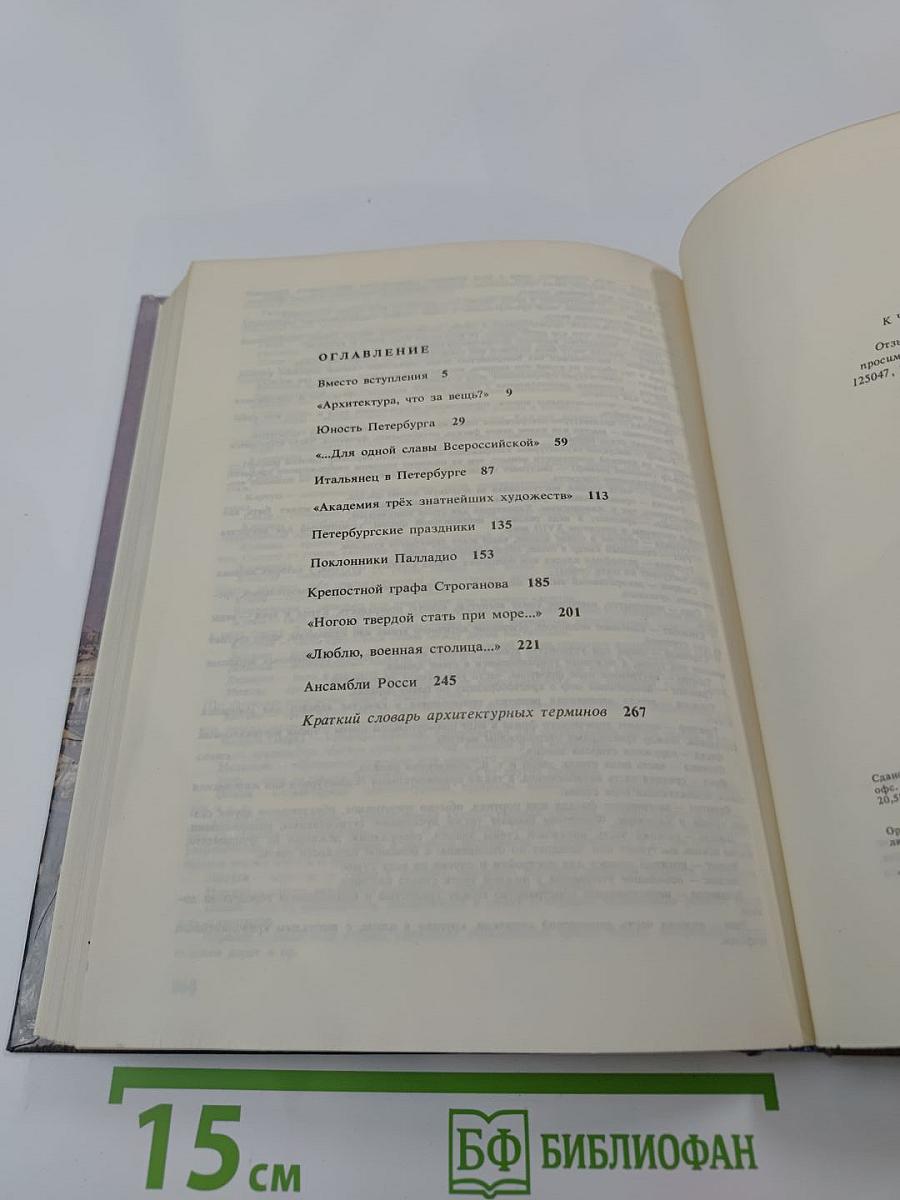 ОГЛАВЛЕНИЕ
Вместо вступления 5
«Архитектура, что за вещь?» 9
Юность Петербурга 29
«...Для одной славы Всероссийской» 59
Итальянец в Петербурге 87
«Академия трёх знатнейших художеств» 113
Петербургские праздники 135
Поклонники Палладио 153
Крепостной графа Строганова 185
«Ногою твердой стать при море...» 201
«Люблю, военная столица...» 221
Ансамбли Росси 245
Краткий словарь архитектурных терминов 267
К
125047,
офс.
15 см
БФ БИБЛИОФАН